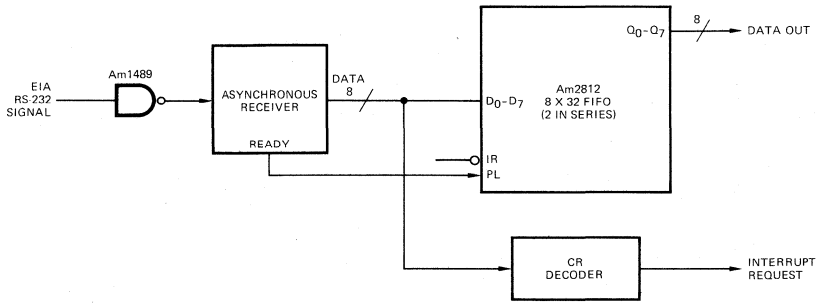 EIA
RS-232
SIGNAL
Am1489
ASYNCHRONOUS
RECEIVER
READY
DATA
8
D0-D7
Q0-Q7
Am2812
8 X 32 FIFO
(2 IN SERIES)
IR
PL
8
DATA OUT
CR
DECODER
INTERRUPT
REQUEST